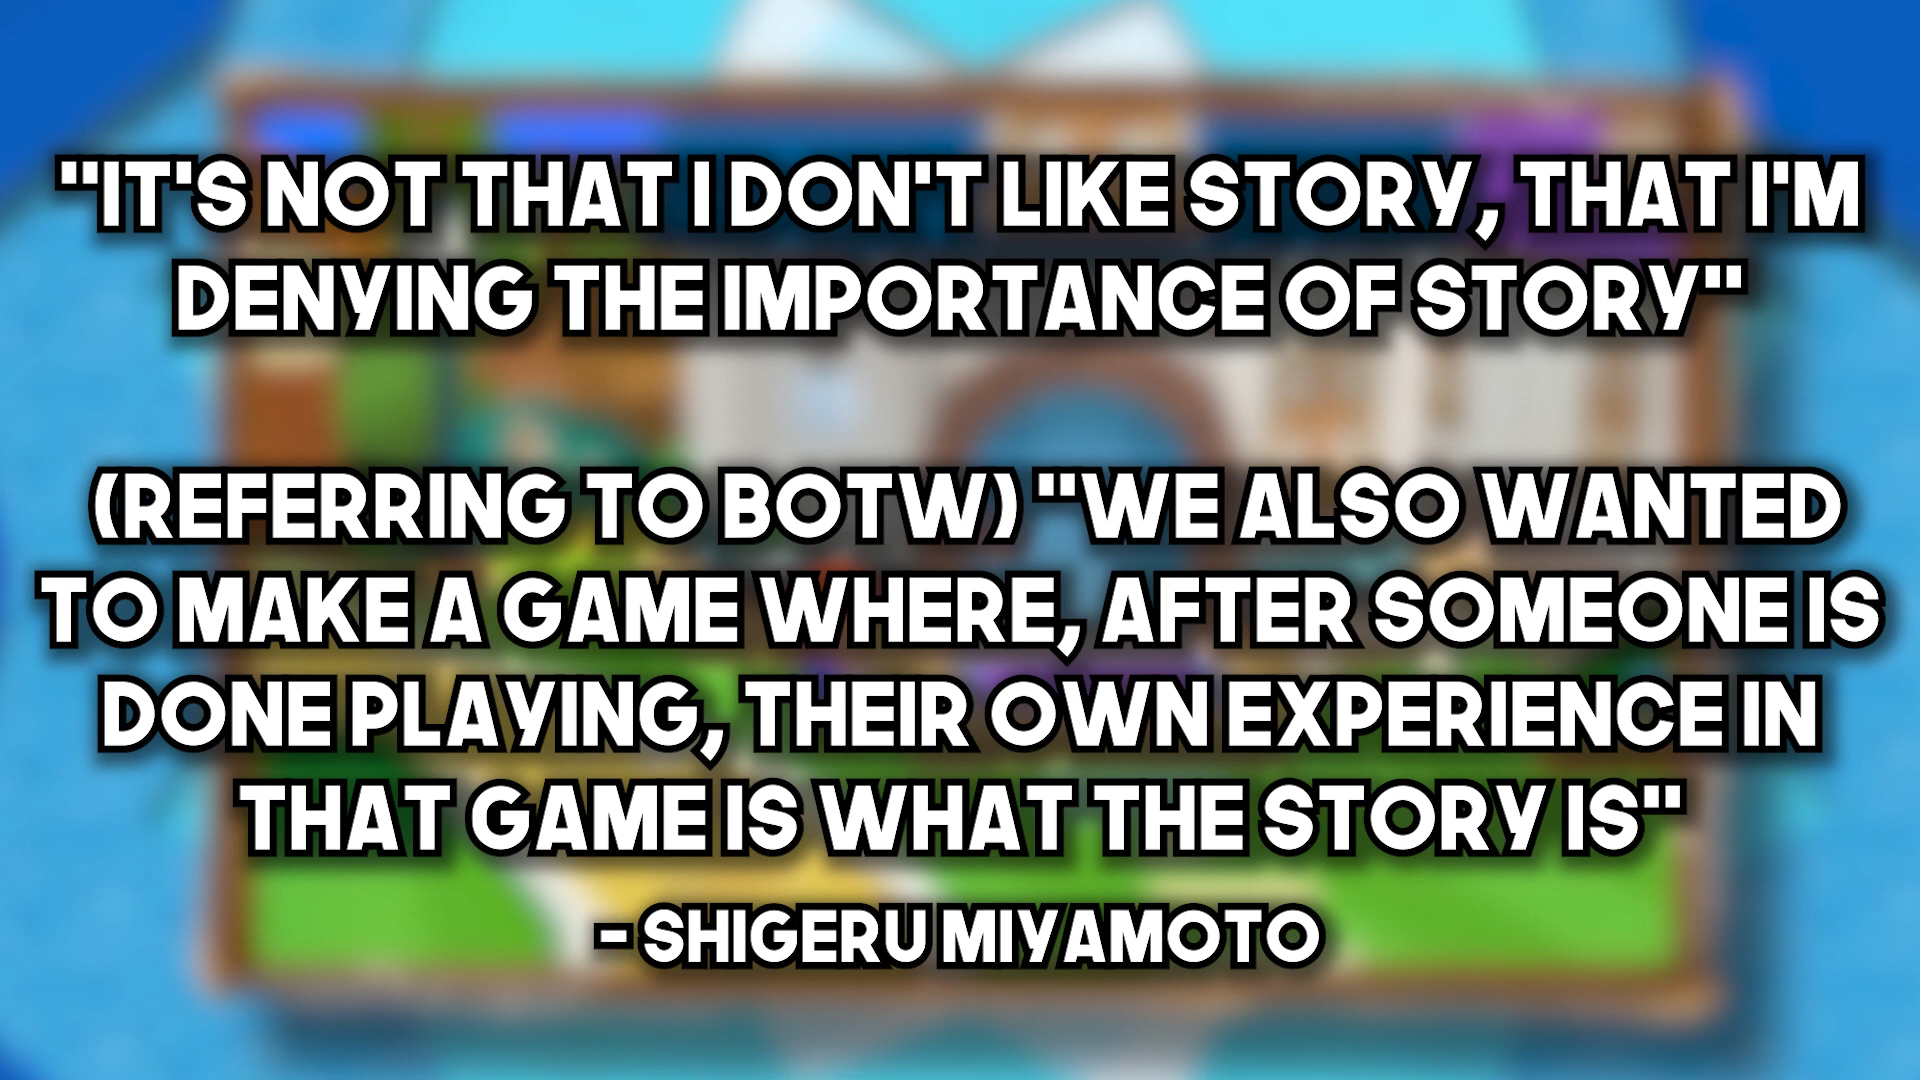 "IT'S NOT THAT I DON'T LIKE STORY, THAT I'M
DENYING THE IMPORTANCE OF STORY"
(REFERRING TO BOTW) "WE ALSO WANTED
TO MAKE A GAME WHERE, AFTER SOMEONE IS
DONE PLAYING, THEIR OWN EXPERIENCE IN
THAT GAME IS WHAT THE STORY IS"
- SHIGERU MIYAMOTO